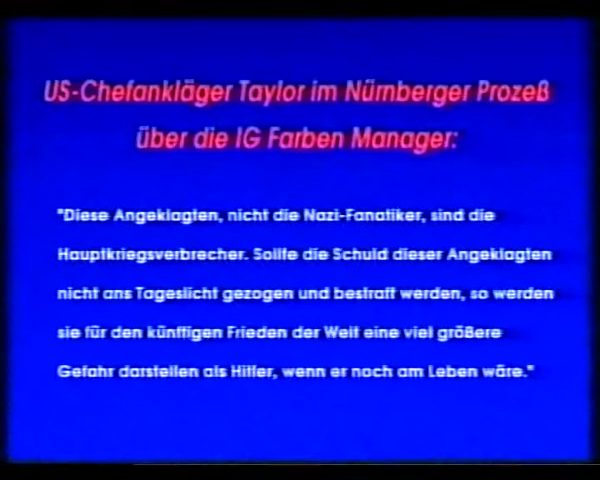 US-Chefankläger Taylor im Nürnberger Prozeß
über die IG Farben Manager:
"Diese Angeklagten, nicht die Nazi-Fanatiker, sind die
Hauptkriegsverbrecher. Sollte die Schuld dieser Angeklagten
nicht ans Tageslicht gezogen und bestraft werden, so werden
sie für den künftigen Frieden der Welt eine viel größere
Gefahr darstellen als Hitler, wenn er noch am Leben wäre."